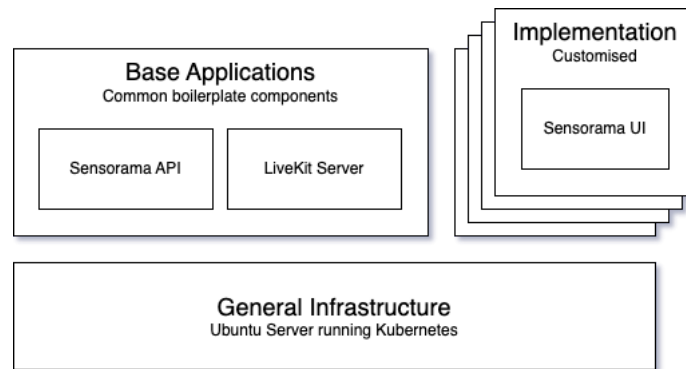 Base Applications
Common boilerplate components
Sensorama API
LiveKit Server
Implementation
Customised
Sensorama UI
General Infrastructure
Ubuntu Server running Kubernetes